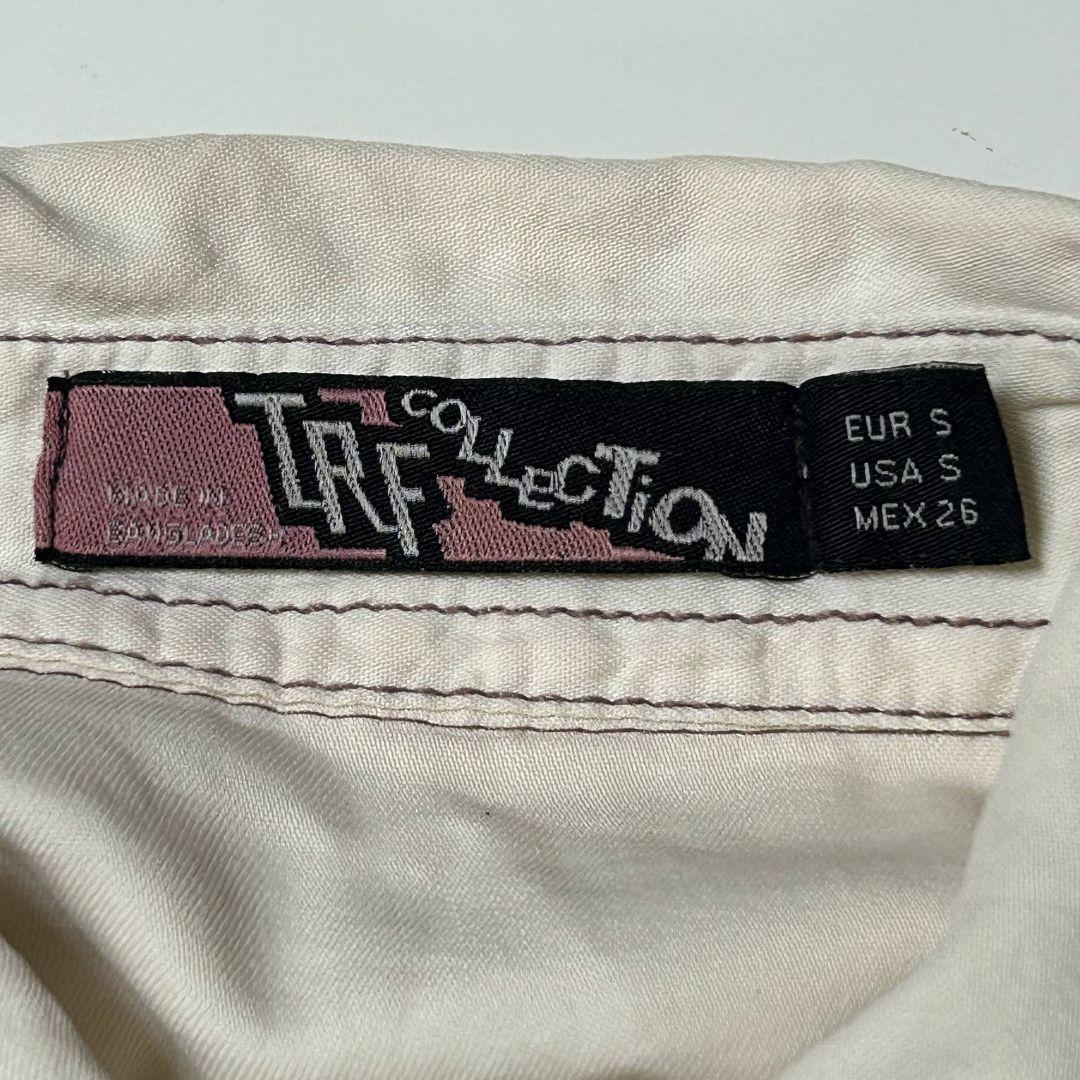 TRF COLLECTiON
MADE IN
BANGLADESH
EUR S
USA S
MEX 26